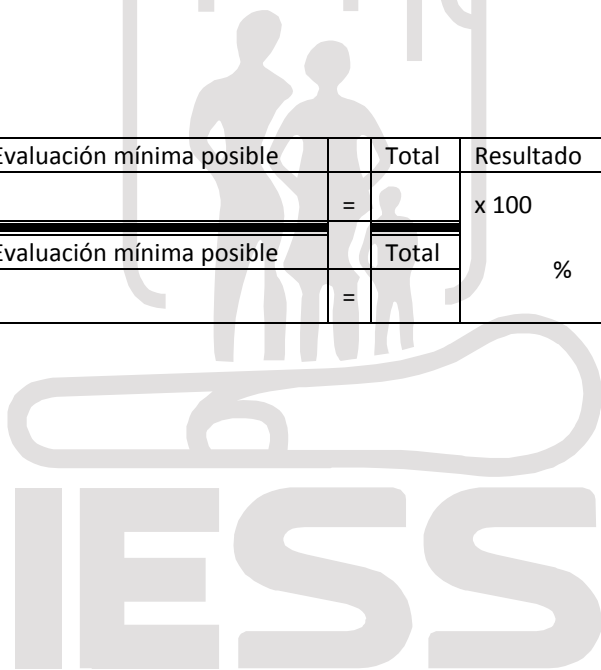 Evaluación mínima posible Total Resultado
= x 100
Evaluación mínima posible Total
%
=
IESS